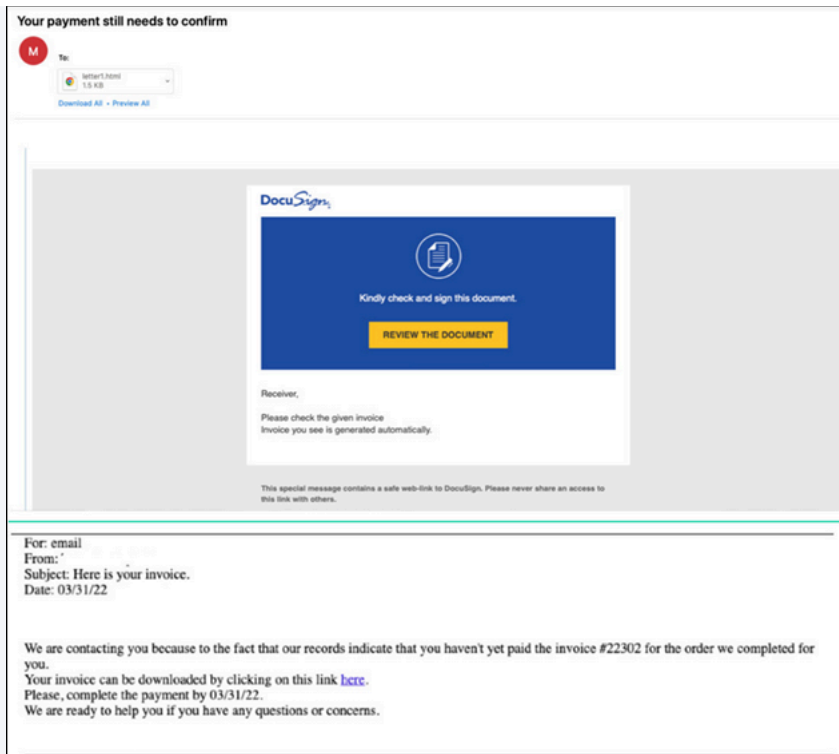 Your payment still needs to confirm
M
To:
letter1.html
1.5 KB
Download All • Preview All
DocuSign
Kindly check and sign this document.
REVIEW THE DOCUMENT
Receiver,
Please check the given invoice
Invoice you see is generated automatically.
This special message contains a safe web-link to DocuSign. Please never share an access to
this link with others.
For: email
From:
Subject: Here is your invoice.
Date: 03/31/22
We are contacting you because to the fact that our records indicate that you haven't yet paid the invoice #22302 for the order we completed for
you.
Your invoice can be downloaded by clicking on this link here.
Please, complete the payment by 03/31/22.
We are ready to help you if you have any questions or concerns.